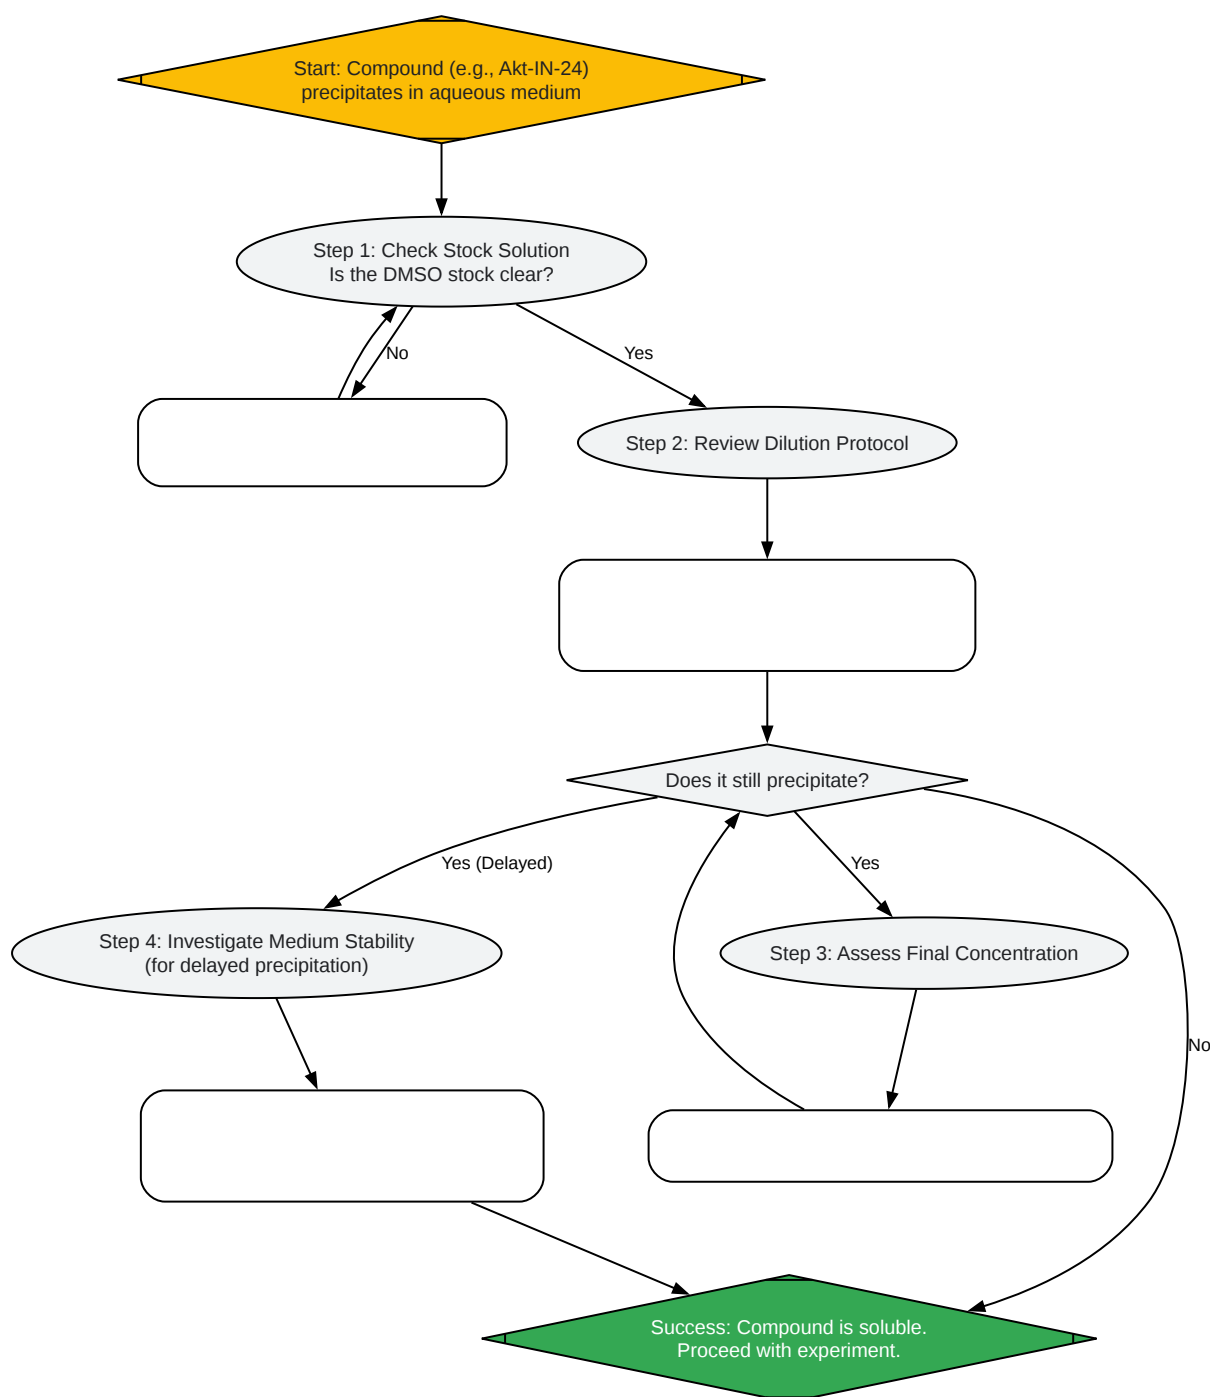 Start: Compound (e.g., Akt-IN-24)
precipitates in aqueous medium
Step 1: Check Stock Solution
Is the DMSO stock clear?
No
Yes
Step 2: Review Dilution Protocol
Does it still precipitate?
Yes (Delayed)
Yes
Step 4: Investigate Medium Stability
(for delayed precipitation)
Step 3: Assess Final Concentration
No
Success: Compound is soluble.
Proceed with experiment.